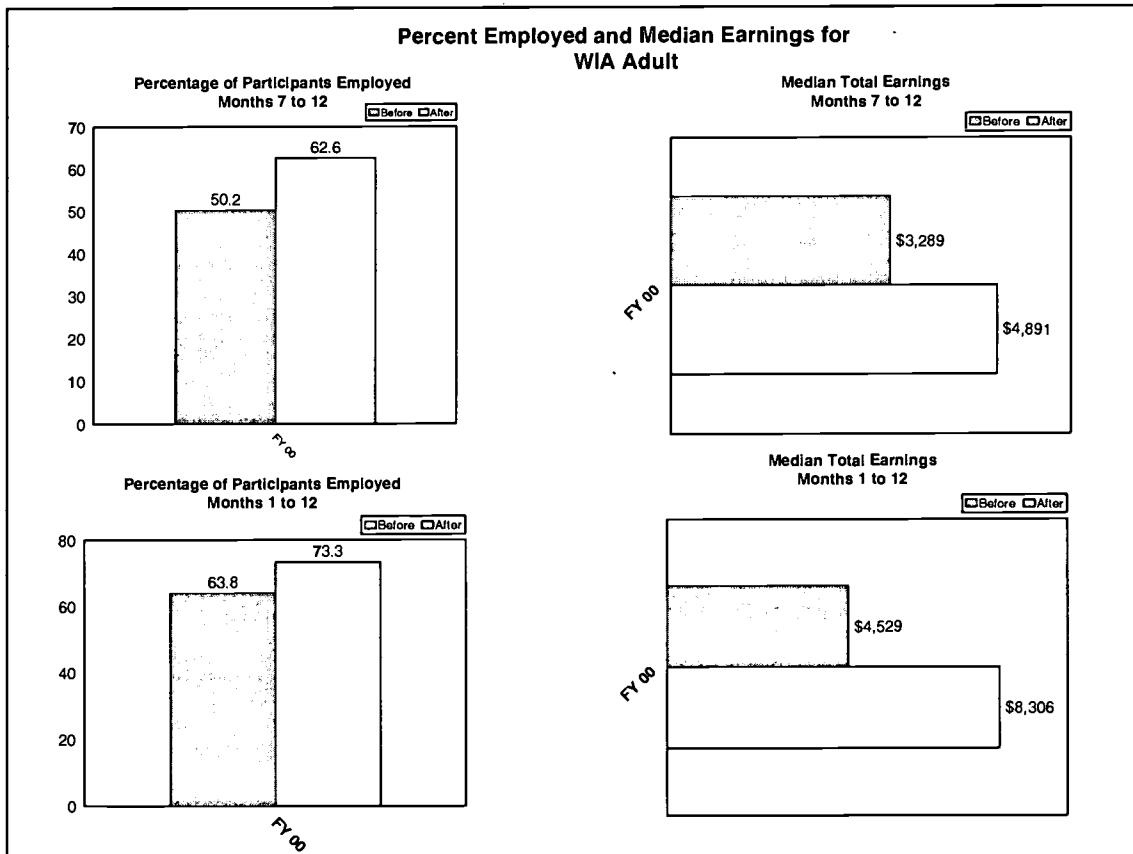 Percent Employed and Median Earnings for
WIA Adult
Percentage of Participants Employed
Months 7 to 12
Before After
70
60
50
40
30
20
10
0
50.2
62.6
FY 00
Median Total Earnings
Months 7 to 12
Before After
$3,289
FY 00
$4,891
Percentage of Participants Employed
Months 1 to 12
Before After
80
60
40
20
0
63.8
73.3
FY 00
Median Total Earnings
Months 1 to 12
Before After
$4,529
FY 00
$8,306